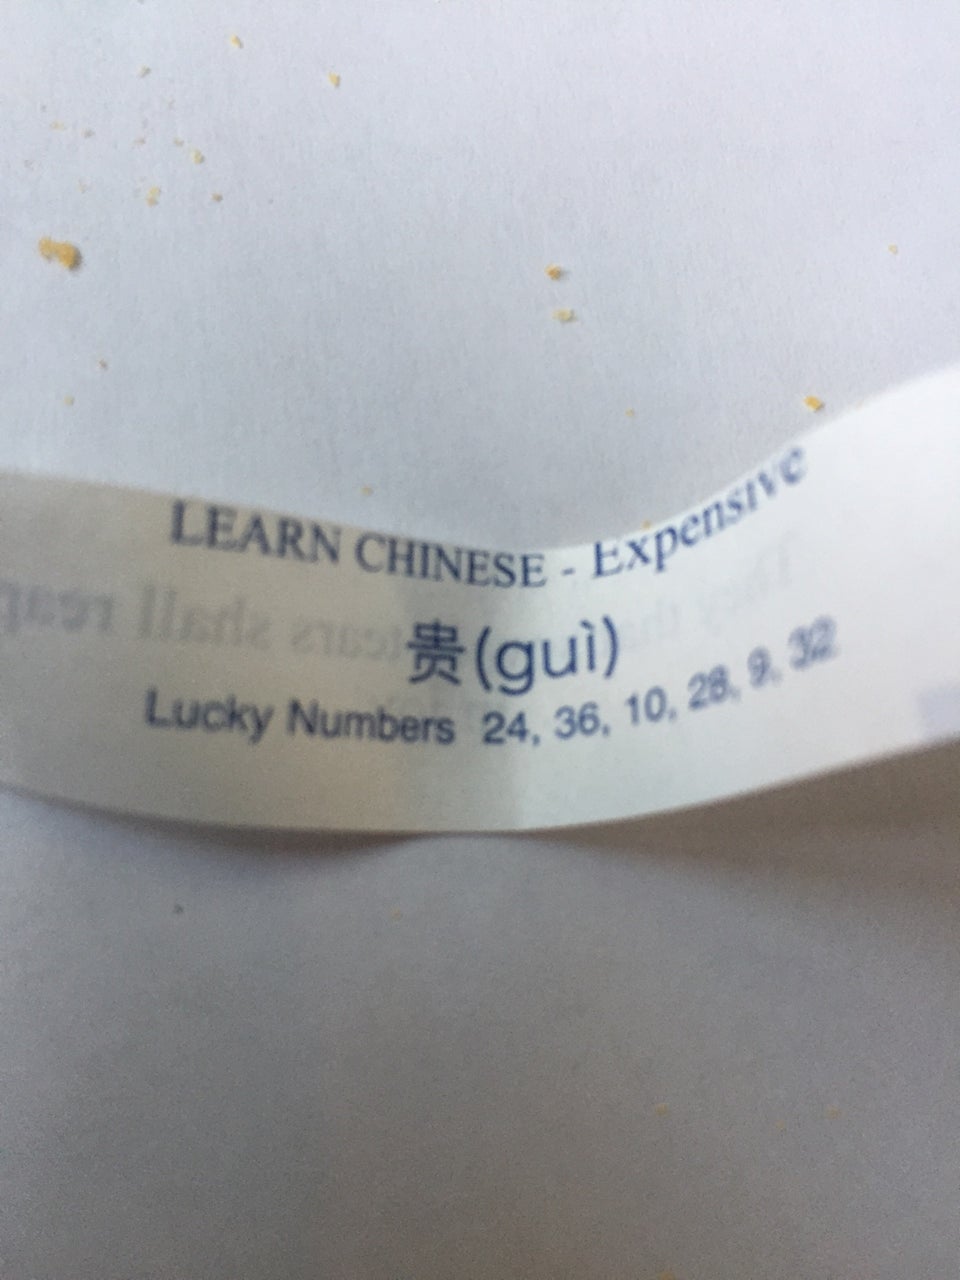 LEARN CHINESE - Expensive
贵(guì)
Lucky Numbers 24, 36, 10, 28, 9, 32